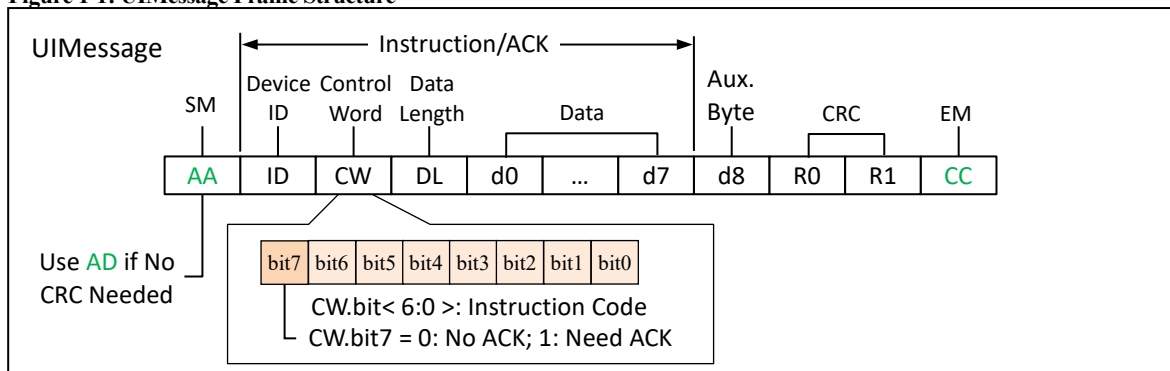 Figure 1-1: UIMessage Frame Structure
UIMessage
Instruction/ACK
SM
Device ID
Control Word
Data Length
Data
Aux. Byte
CRC
EM
AA ID CW DL d0 ... d7 d8 R0 R1 CC
Use AD if No
CRC Needed
bit7 bit6 bit5 bit4 bit3 bit2 bit1 bit0
CW.bit< 6:0 >: Instruction Code
CW.bit7 = 0: No ACK; 1: Need ACK